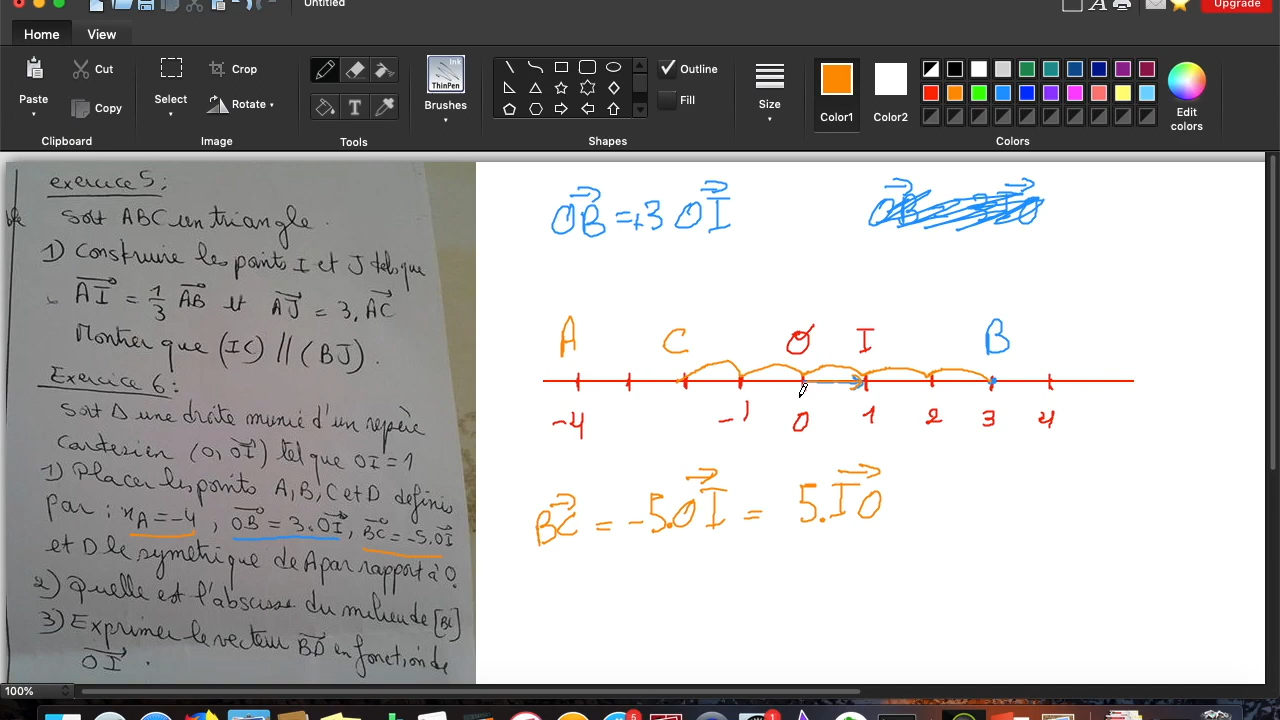 Untitled
Upgrade
Home
View
Paste
Cut
Copy
Clipboard
Select
Crop
Rotate
Image
Tools
Ink
ThinPen
Brushes
Outline
Fill
Shapes
Size
Color1
Color2
Edit colors
Colors
exercice 5 :
Soit ABC un triangle.
1) Construire les points I et J tels que
AI = 1/3 AB et AJ = 3. AC
Montrer que (IC) // (BJ).
Exercice 6 :
Soit D une droite munie d'un repère
Cartesien (O, OI) tel que OI = 1
1) Placer les points A, B, C et D definis
par : xA = -4, OB = 3.OI, BC = -5.OI
et D le symétrique de A par rapport à O.
2) Quelle est l'abscisse du milieu de [BC]
3) Exprimer le vecteur BD en fonction de
OI.
OB = +3 OI
A C O I B
-4 -1 0 1 2 3 4
BC = -5.OI = 5.IO
100%